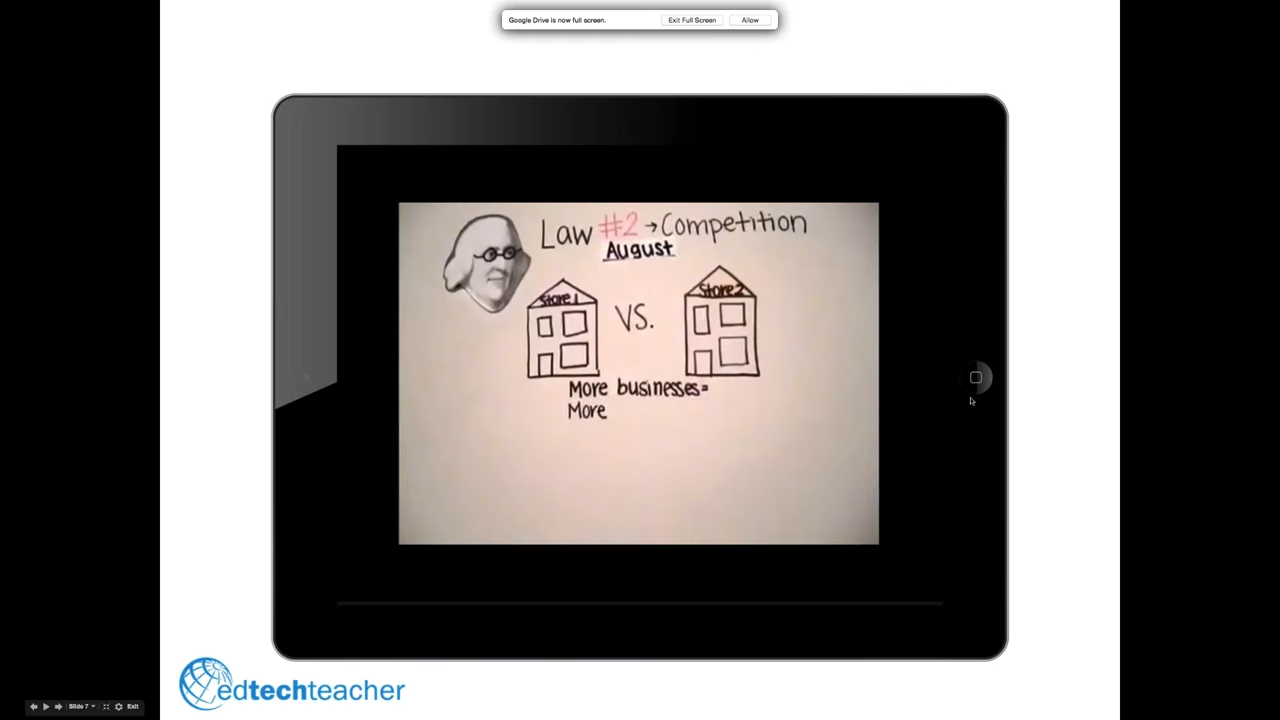 Google Drive is now full screen. Exit Full Screen Allow
Law #2 → Competition
August
Store 1
VS.
Store 2
More businesses=
More
edtechteacher
Slide 7 Exit